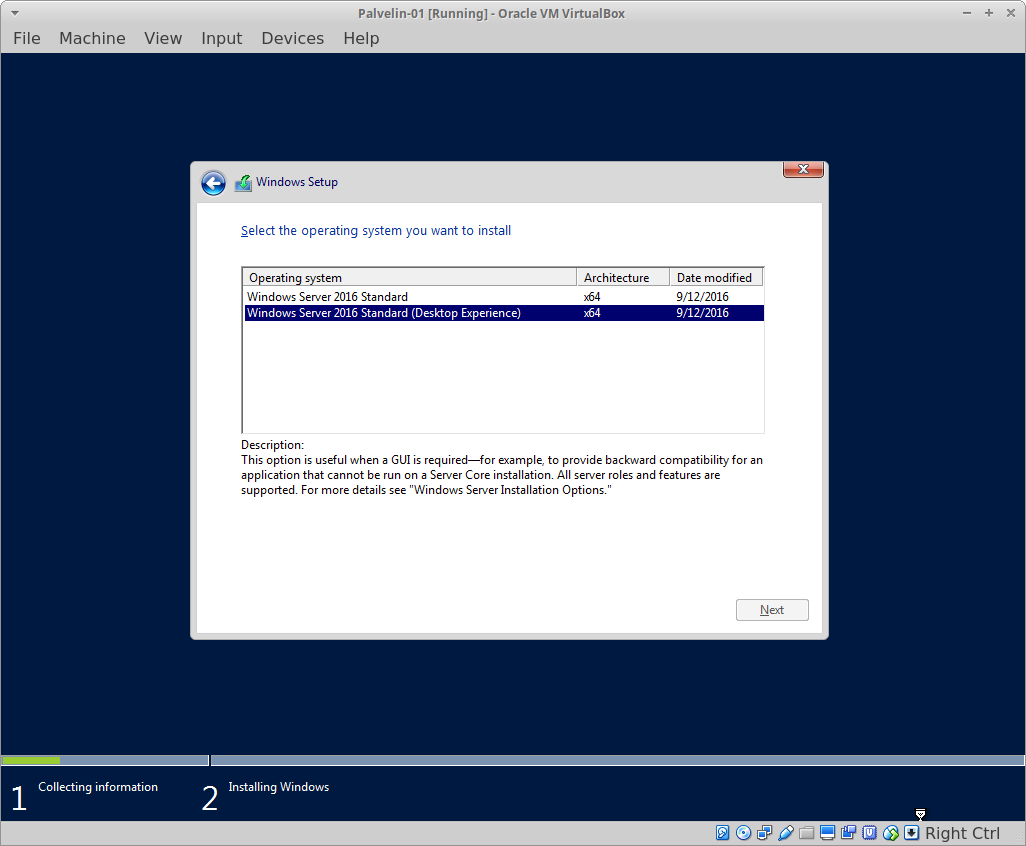 Palvelin-01 [Running] - Oracle VM VirtualBox
File Machine View Input Devices Help
Windows Setup
Select the operating system you want to install
Operating system Architecture Date modified
Windows Server 2016 Standard x64 9/12/2016
Windows Server 2016 Standard (Desktop Experience) x64 9/12/2016
Description:
This option is useful when a GUI is required—for example, to provide backward compatibility for an
application that cannot be run on a Server Core installation. All server roles and features are
supported. For more details see "Windows Server Installation Options."
Next
1 Collecting information 2 Installing Windows
Right Ctrl